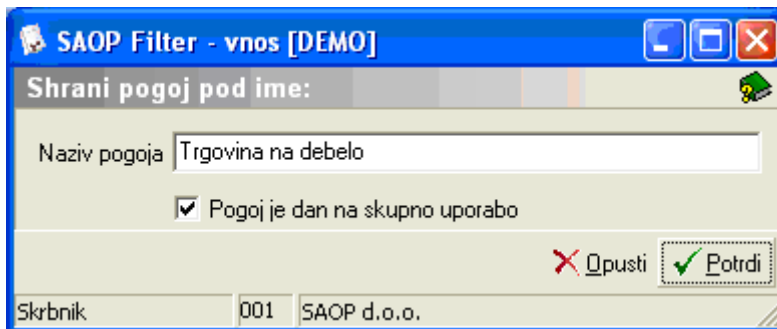 SAOP Filter - vnos [DEMO]
Shrani pogoj pod ime:
Naziv pogoja Trgovina na debelo
Pogoj je dan na skupno uporabo
Opusti Potrdi
Skrbnik 001 SAOP d.o.o.